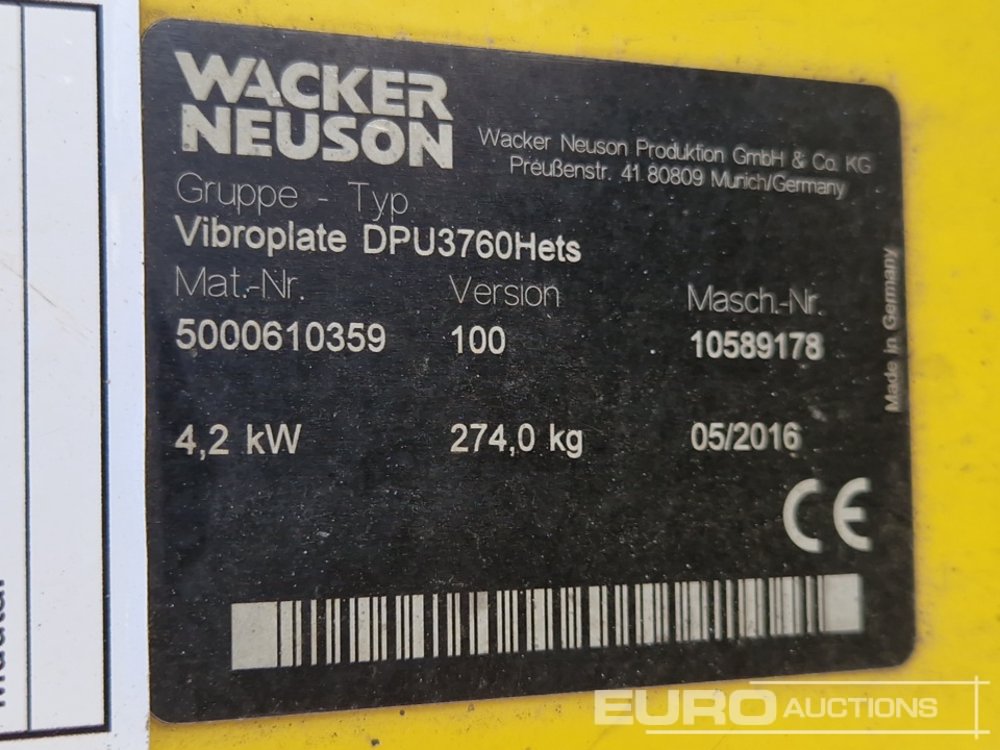 WACKER
NEUSON
Wacker Neuson Produktion GmbH & Co. KG
Preußenstr. 41 80809 Munich/Germany
Gruppe - Typ
Vibroplate DPU3760Hets
Mat.-Nr. Version Masch.-Nr.
5000610359 100 10589178
4,2 kW 274,0 kg 05/2016
Made in Germany
CE
EURO AUCTIONS